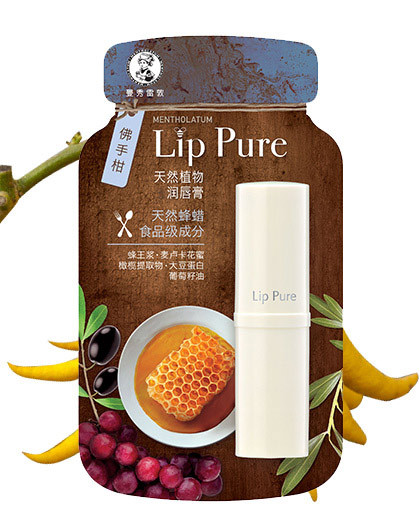 曼秀雷敦
佛手柑
MENTHOLATUM
Lip Pure
天然植物
润唇膏
天然蜂蜡
食品级成分
蜂王浆·麦卢卡花蜜
橄榄提取物·大豆蛋白
葡萄籽油
Lip Pure